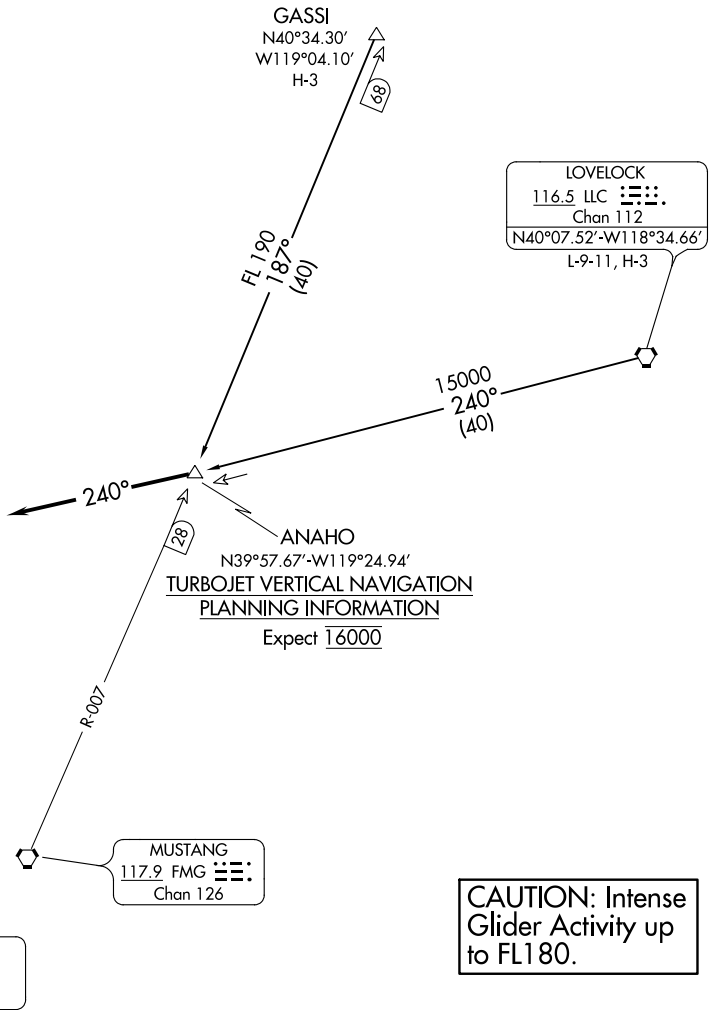 GASSI
N40°34.30′
W119°04.10′
H-3
68
LOVELOCK
116.5 LLC
Chan 112
N40°07.52′-W118°34.66′
L-9-11, H-3
FL 190
187°
(40)
15000
240°
(40)
240°
28
ANAHO
N39°57.67′-W119°24.94′
TURBOJET VERTICAL NAVIGATION
PLANNING INFORMATION
Expect 16000
R-007
MUSTANG
117.9 FMG
Chan 126
CAUTION: Intense
Glider Activity up
to FL180.